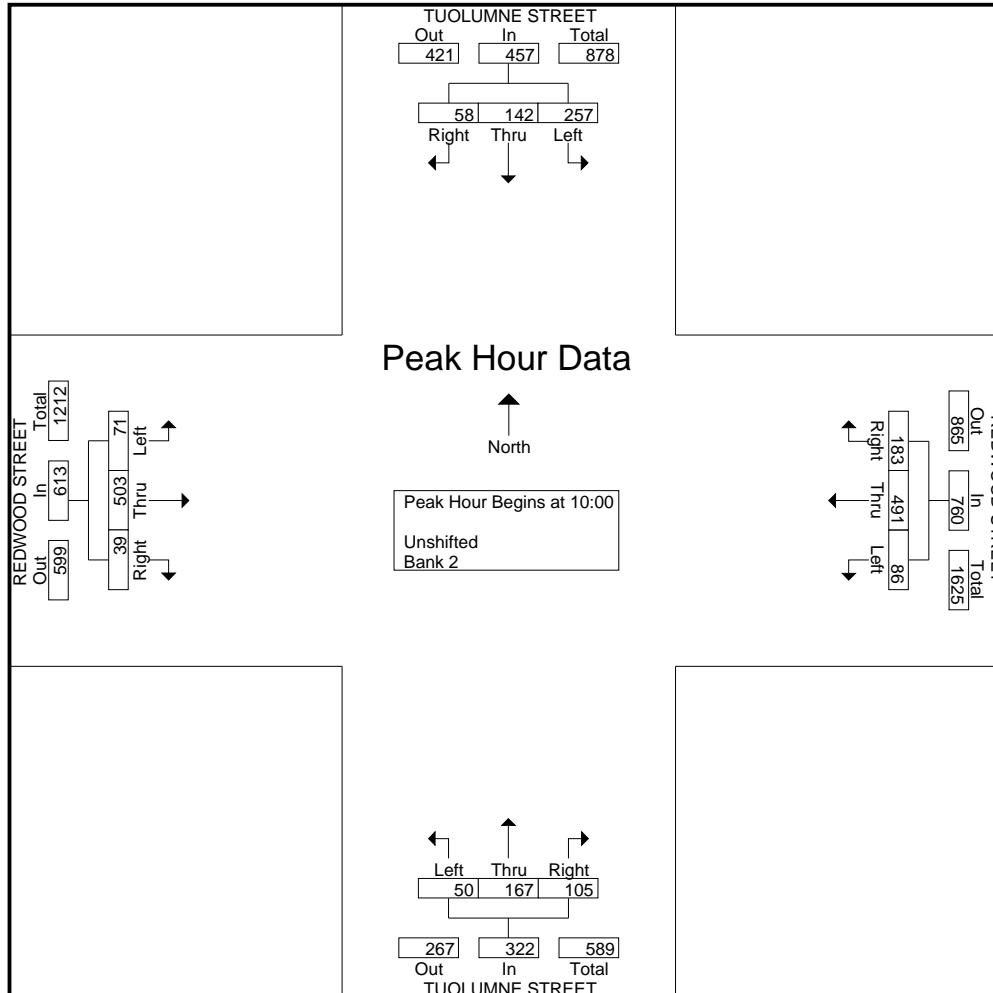 TUOLUMNE STREET
Out In Total
421 457 878
58 142 257
Right Thru Left
Peak Hour Data
North
Peak Hour Begins at 10:00
Unshifted
Bank 2
REDWOOD STREET
Out In Total
599 613 1212
39 503 71
Right Thru Left
Out In Total
865 760 1625
183 491 86
Right Thru Left
Left Thru Right
50 167 105
267 322 589
Out In Total
TUOLUMNE STREET